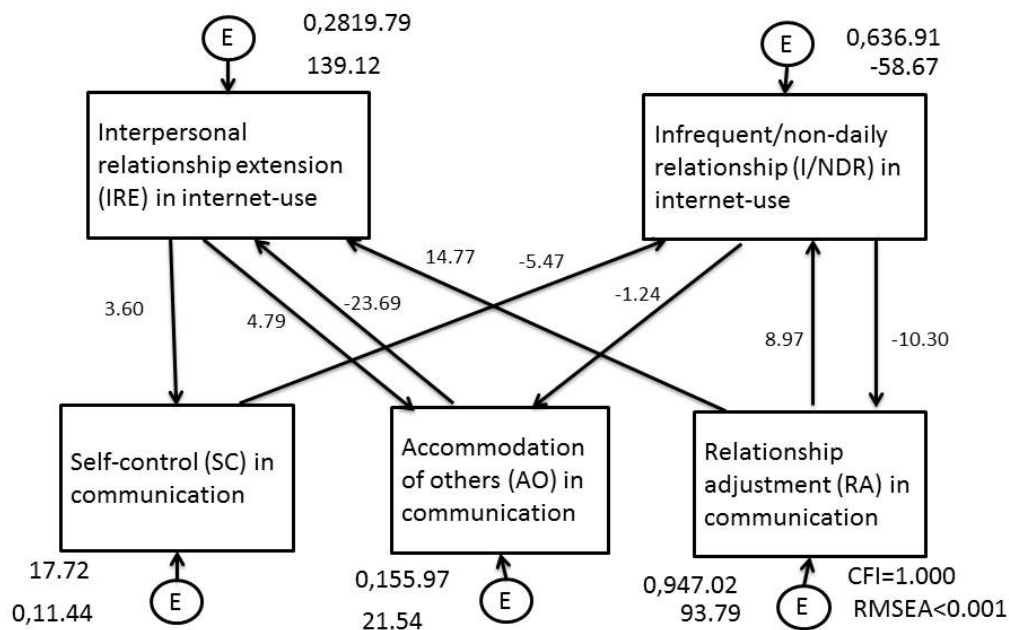 E
0,2819.79
139.12
E
0,636.91
-58.67
Interpersonal
relationship extension
(IRE) in internet-use
Infrequent/non-daily
relationship (I/NDR) in
internet-use
3.60
4.79
-23.69
14.77
-5.47
-1.24
8.97
-10.30
Self-control (SC) in
communication
Accommodation
of others (AO) in
communication
Relationship
adjustment (RA) in
communication
17.72
0,11.44
E
0,155.97
21.54
E
0,947.02
93.79
E
CFI=1.000
RMSEA<0.001